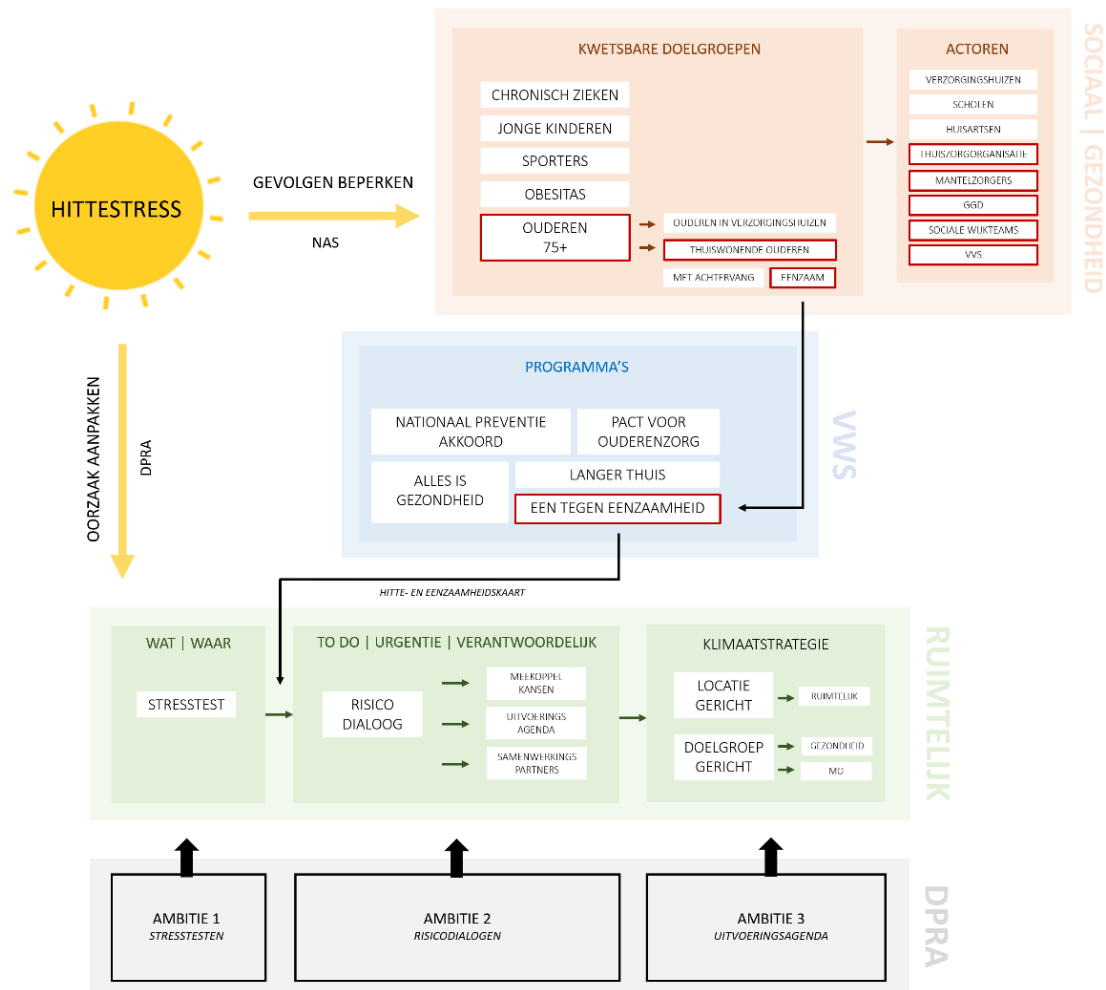 HITTESTRESS
GEVOLGEN BEPERKEN
NAS
OORZAAK AANPAKKEN
DPRA
SOCIAAL | GEZONDHEID
KWETSBARE DOELGROEPEN
CHRONISCH ZIEKEN
JONGE KINDEREN
SPORTERS
OBESITAS
OUDEREN
75+
OUDEREN IN VERZORGINGSHUIZEN
THUISWONENDE OUDEREN
MET ACHTERVANG
EENZAAM
ACTOREN
VERZORGINGSHUIZEN
SCHOLEN
HUISARTSEN
THUISZORGORGANISATIE
MANTELZORGERS
GGD
SOCIALE WIJKTEAMS
VVS
VWS
PROGRAMMA'S
NATIONAAL PREVENTIE
AKKOORD
PACT VOOR
OUDERENZORG
ALLES IS
GEZONDHEID
LANGER THUIS
EEN TEGEN EENZAAMHEID
HITTE- EN EENZAAMHEIDSKAART
RUIMTELIJK
WAT | WAAR
STRESSTEST
TO DO | URGENTIE | VERANTWOORDELIJK
RISICO
DIALOOG
MEEKOPPEL
KANSEN
UITVOERINGS
AGENDA
SAMENWERKINGS
PARTNERS
KLIMAATSTRATEGIE
LOCATIE
GERICHT
RUIMTELIJK
DOELGROEP
GERICHT
GEZONDHEID
MO
DPRA
AMBITIE 1
STRESSTESTEN
AMBITIE 2
RISICODIALOGEN
AMBITIE 3
UITVOERINGSAGENDA